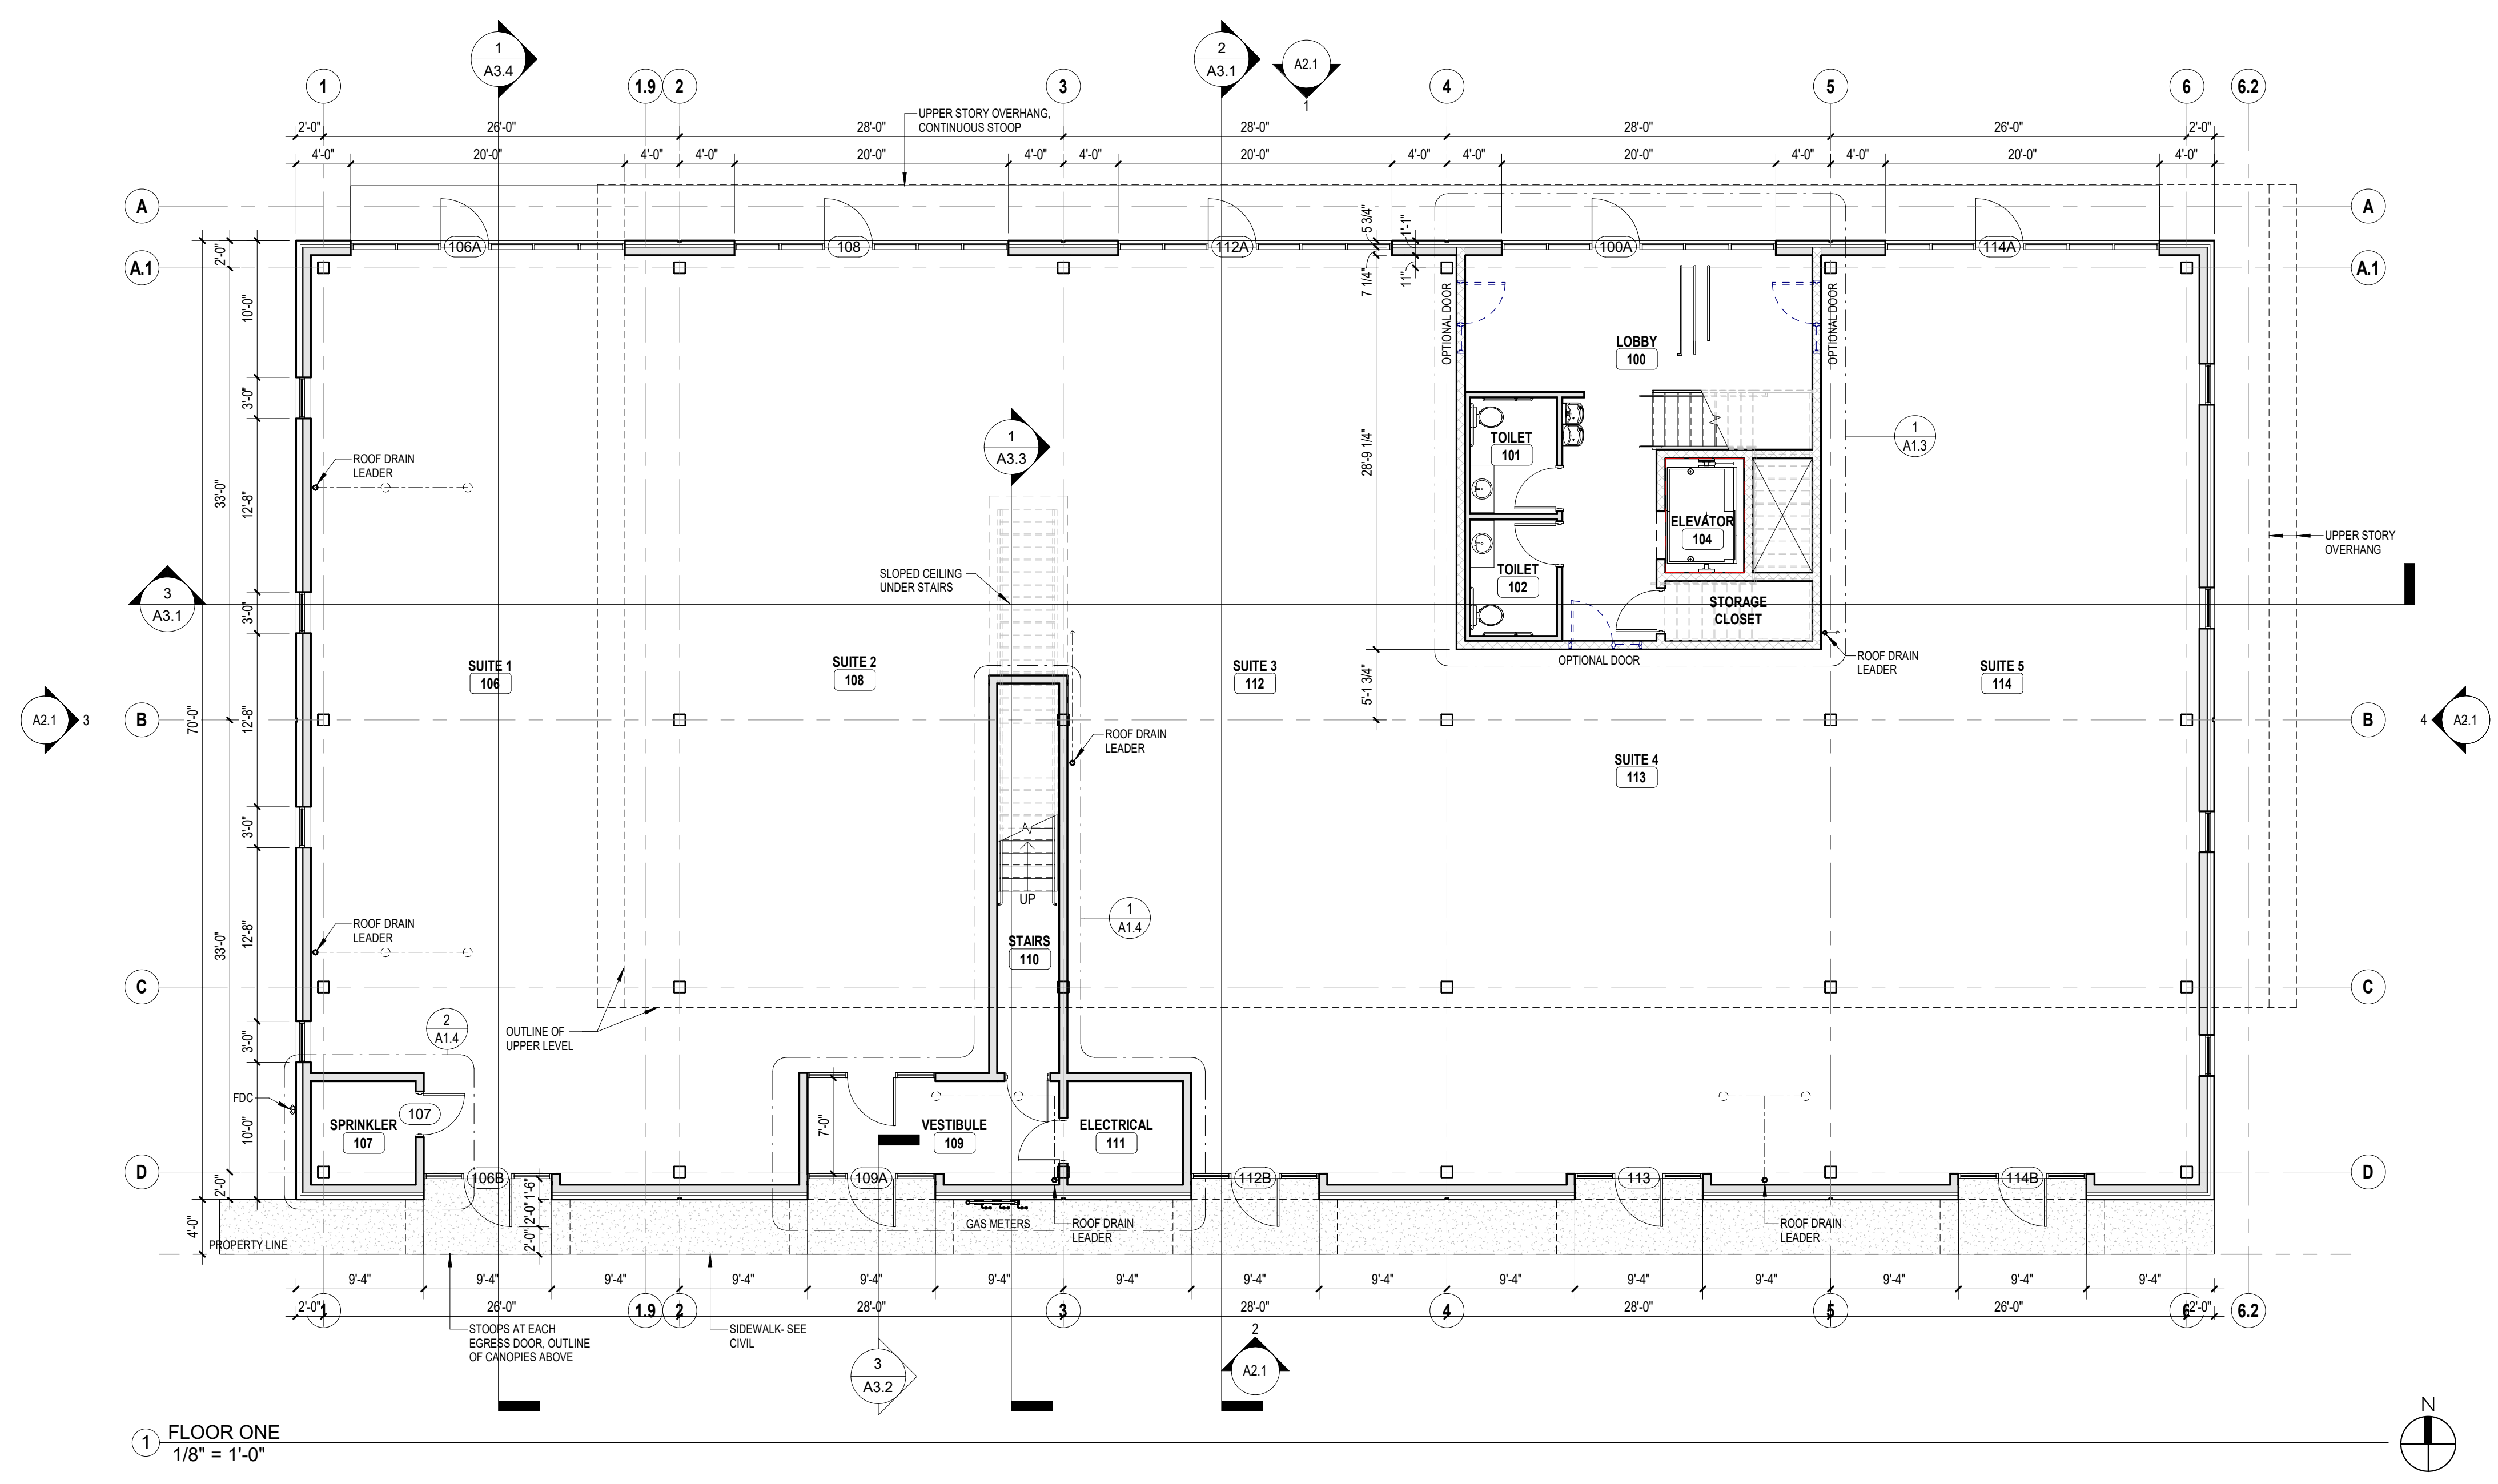 1
A3.4
2
A3.1
A2.1
1
1
1.9
2
3
4
5
6
6.2
UPPER STORY OVERHANG,
CONTINUOUS STOOP
2'-0" 26'-0" 28'-0" 28'-0" 28'-0" 26'-0" 2'-0"
4'-0" 20'-0" 4'-0" 4'-0" 20'-0" 4'-0" 4'-0" 20'-0" 4'-0" 4'-0" 20'-0" 4'-0" 4'-0" 20'-0" 4'-0"
A
A
106A
108
112A
100A
114A
5 3/4"
1'-1"
7 1/4"
11"
A.1
A.1
2'-0"
10'-0"
OPTIONAL DOOR
OPTIONAL DOOR
LOBBY
100
3'-0"
1
A3.3
TOILET
101
1
A1.3
28'-9 1/4"
ROOF DRAIN
LEADER
33'-0"
12'-8"
ELEVATOR
104
UPPER STORY
OVERHANG
SLOPED CEILING
UNDER STAIRS
TOILET
102
3
A3.1
3'-0"
STORAGE
CLOSET
SUITE 1
106
SUITE 2
108
SUITE 3
112
OPTIONAL DOOR
ROOF DRAIN
LEADER
SUITE 5
114
5'-1 3/4"
A2.1
3
B
70'-0"
12'-8"
B
4
A2.1
ROOF DRAIN
LEADER
SUITE 4
113
3'-0"
UP
1
A1.4
ROOF DRAIN
LEADER
33'-0"
12'-8"
STAIRS
110
C
C
2
A1.4
OUTLINE OF
UPPER LEVEL
3'-0"
FDC
107
SPRINKLER
107
10'-0"
7'-0"
VESTIBULE
109
ELECTRICAL
111
D
D
2'-0"
106B
109A
112B
113
114B
1'-6"
2'-0"
2'-0"
4'-0"
PROPERTY LINE
GAS METERS
ROOF DRAIN
LEADER
ROOF DRAIN
LEADER
9'-4" 9'-4" 9'-4" 9'-4" 9'-4" 9'-4" 9'-4" 9'-4" 9'-4" 9'-4" 9'-4" 9'-4" 9'-4" 9'-4" 9'-4"
2'-0" 26'-0" 28'-0" 28'-0" 28'-0" 26'-0" 2'-0"
1
1.9
2
3
4
5
6
6.2
STOOPS AT EACH
EGRESS DOOR, OUTLINE
OF CANOPIES ABOVE
SIDEWALK- SEE
CIVIL
3
A3.2
2
A2.1
N
1
FLOOR ONE
1/8" = 1'-0"